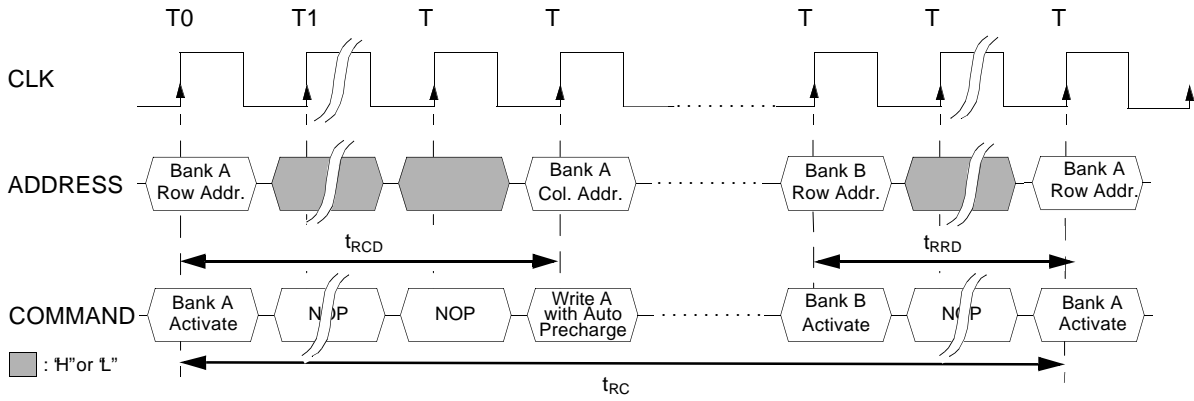 T0 T1 T T T T T
CLK
ADDRESS
Bank A
Row Addr.
Bank A
Col. Addr.
Bank B
Row Addr.
Bank A
Row Addr.
tRCD
tRRD
COMMAND
Bank A
Activate
NOP
NOP
Write A
with Auto
Precharge
Bank B
Activate
NOP
Bank A
Activate
: “H” or “L”
tRC